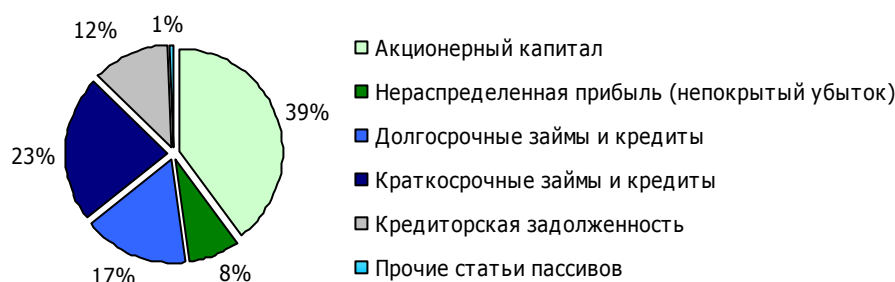 12%
1%
39%
23%
17%
8%
Акционерный капитал
Нераспределенная прибыль (непокрытый убыток)
Долгосрочные займы и кредиты
Краткосрочные займы и кредиты
Кредиторская задолженность
Прочие статьи пассивов